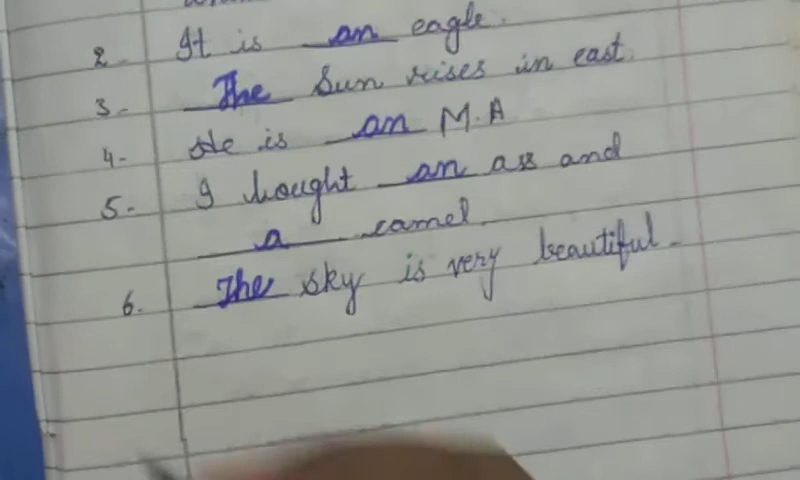 2. It is an eagle.
3. The Sun rises in east.
4. He is an M.A
5. I bought an ass and
a camel
6. The sky is very beautiful.